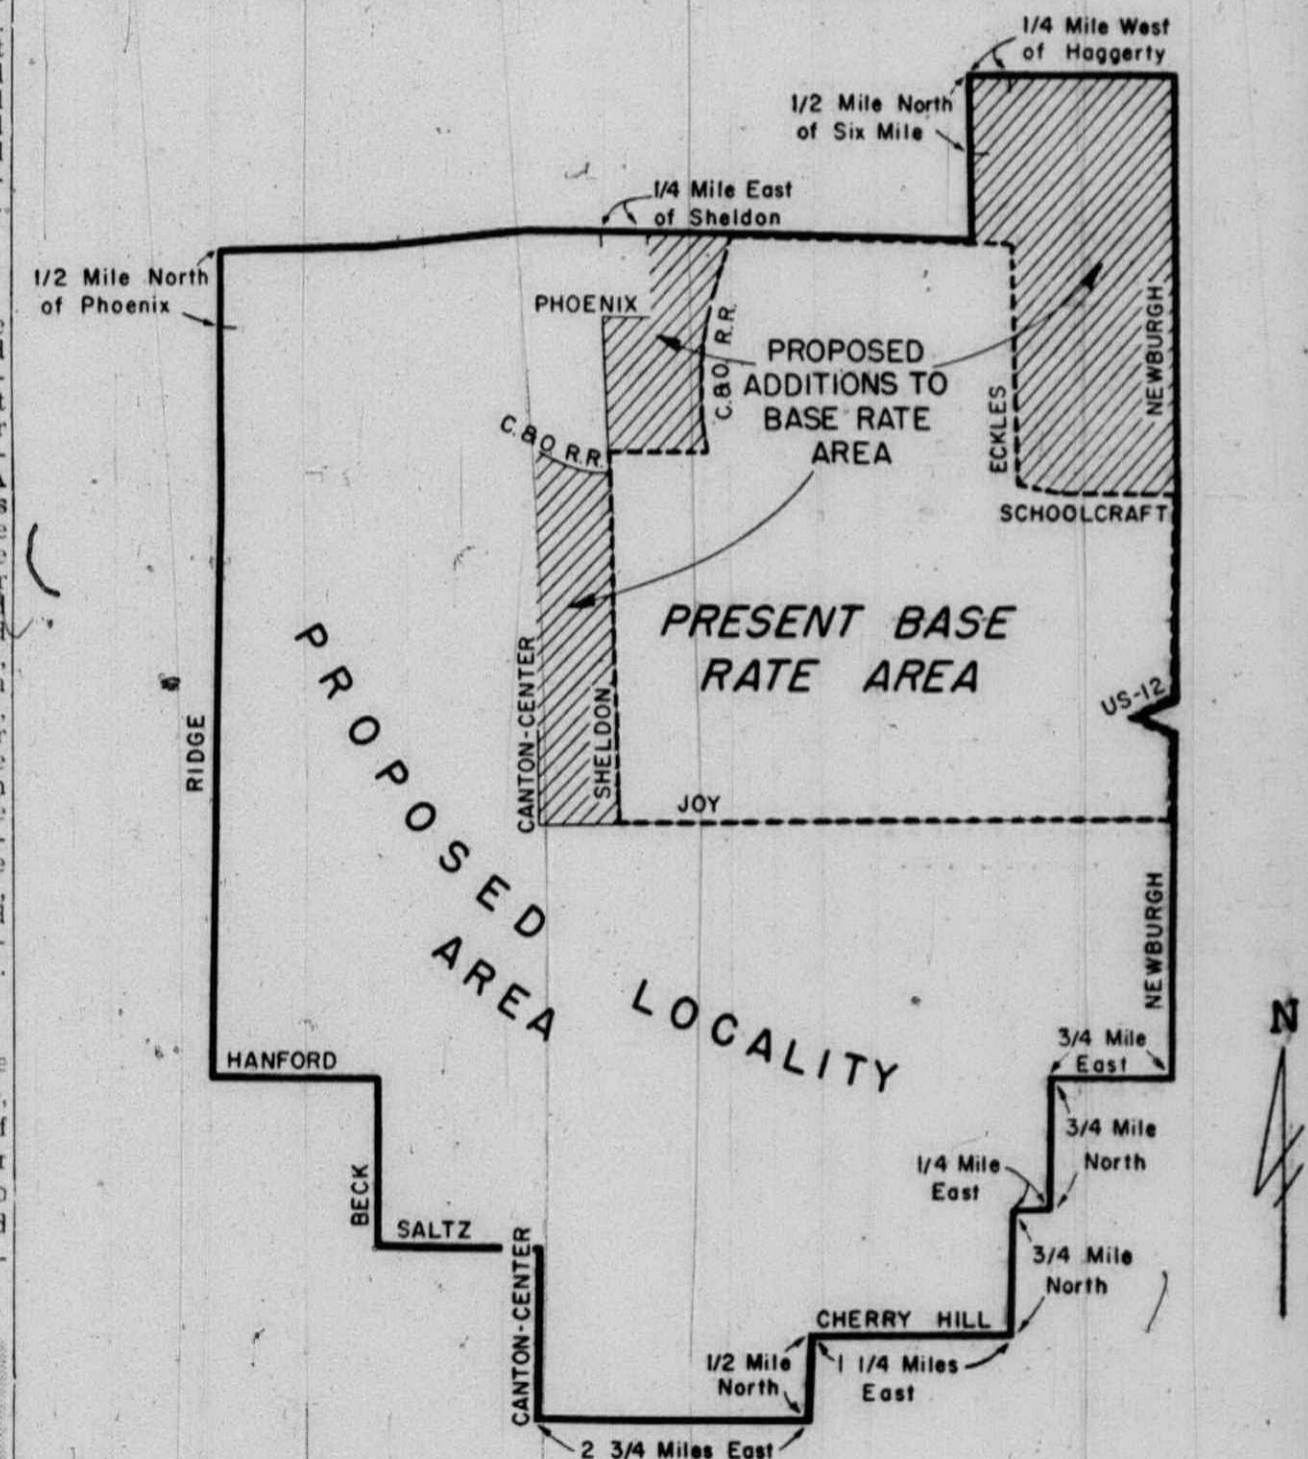 1/4 Mile West
of Haggerty
1/2 Mile North
of Six Mile
1/4 Mile East
of Sheldon
1/2 Mile North
of Phoenix
PHOENIX
C.&O. R.R.
PROPOSED
ADDITIONS TO
BASE RATE
AREA
ECKLES
NEWBURGH
C.&O R.R.
SCHOOLCRAFT
PRESENT BASE
RATE AREA
US-12
RIDGE
CANTON-CENTER
SHELDON
JOY
PROPOSED LOCALITY
AREA
NEWBURGH
N
HANFORD
3/4 Mile
East
3/4 Mile
North
1/4 Mile
East
BECK
SALTZ
CANTON-CENTER
3/4 Mile
North
CHERRY HILL
1/2 Mile
North
1 1/4 Miles
East
2 3/4 Miles East